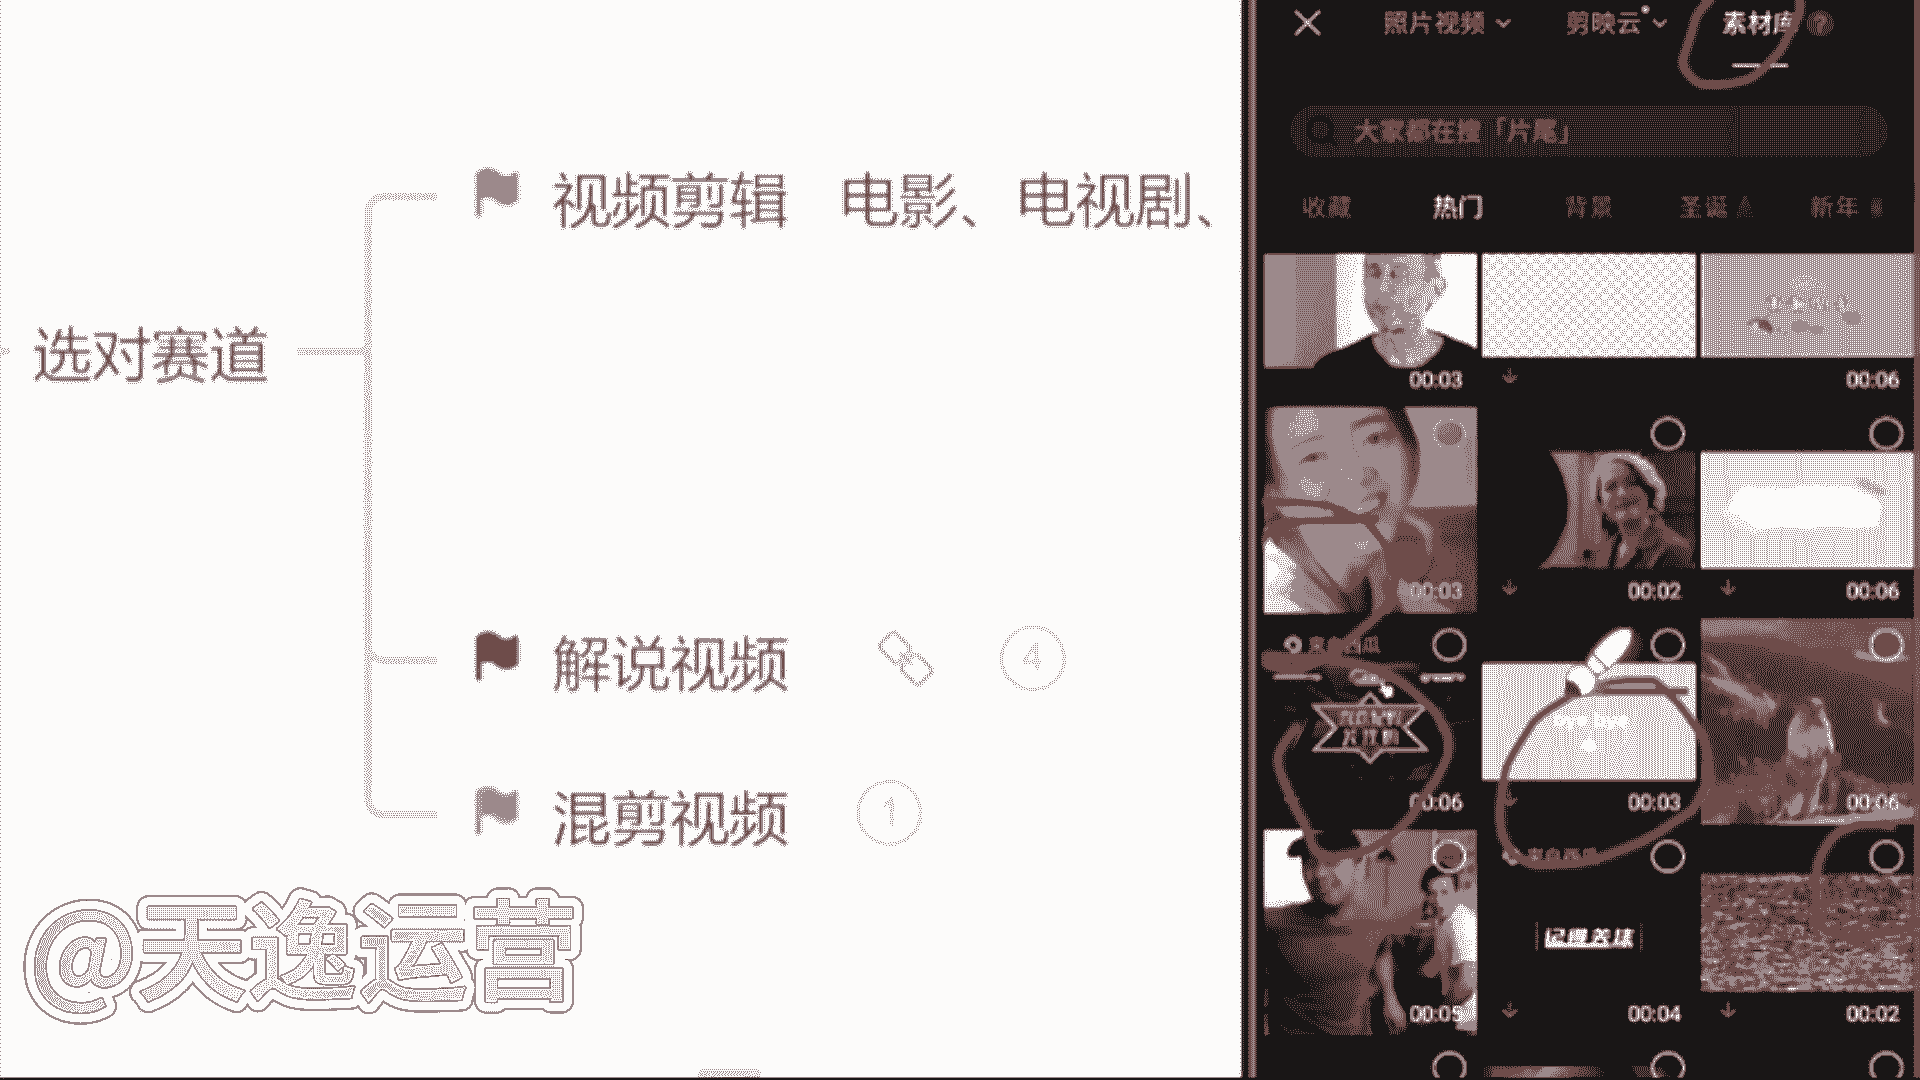 选对赛道
视频剪辑 电影、电视剧、
解说视频 4
混剪视频 1
@天逸运营
照片视频 剪映云 素材库 ?
大家都在搜「片尾」
收藏 热门 背景 圣诞 新年
00:03 00:06
00:03 00:02 00:06
bye bye
00:06 00:03 00:06
记得关注
00:05 00:04 00:02